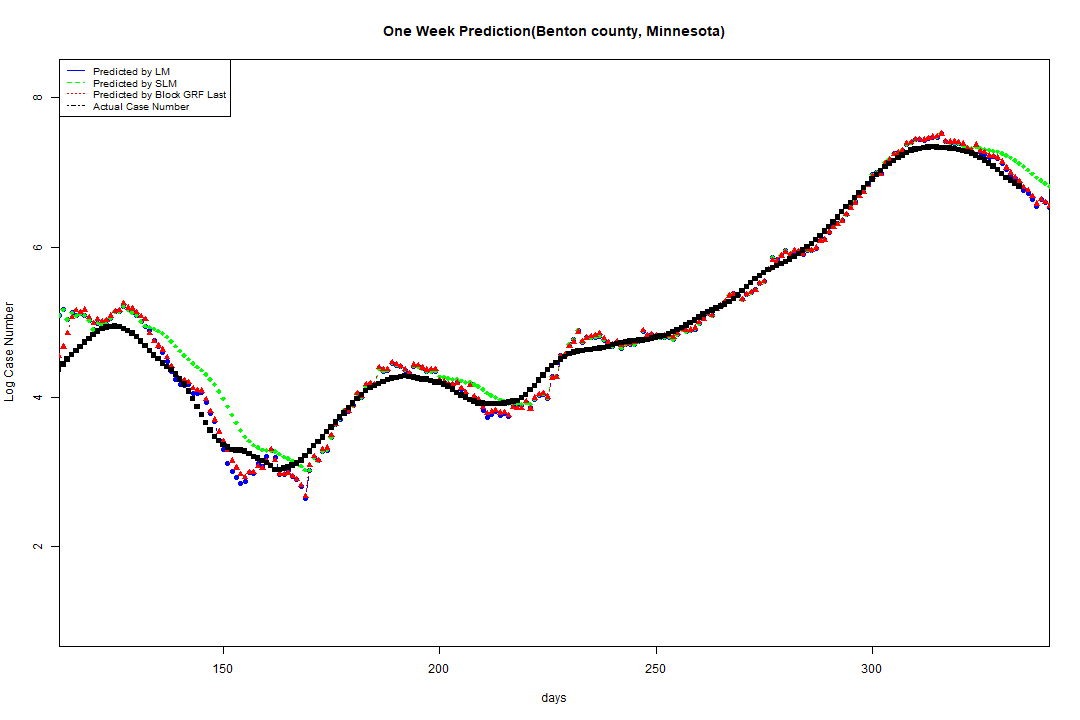 One Week Prediction(Benton county, Minnesota)
Predicted by LM
Predicted by SLM
Predicted by Block GRF Last
Actual Case Number
8
6
4
2
Log Case Number
150 200 250 300
days